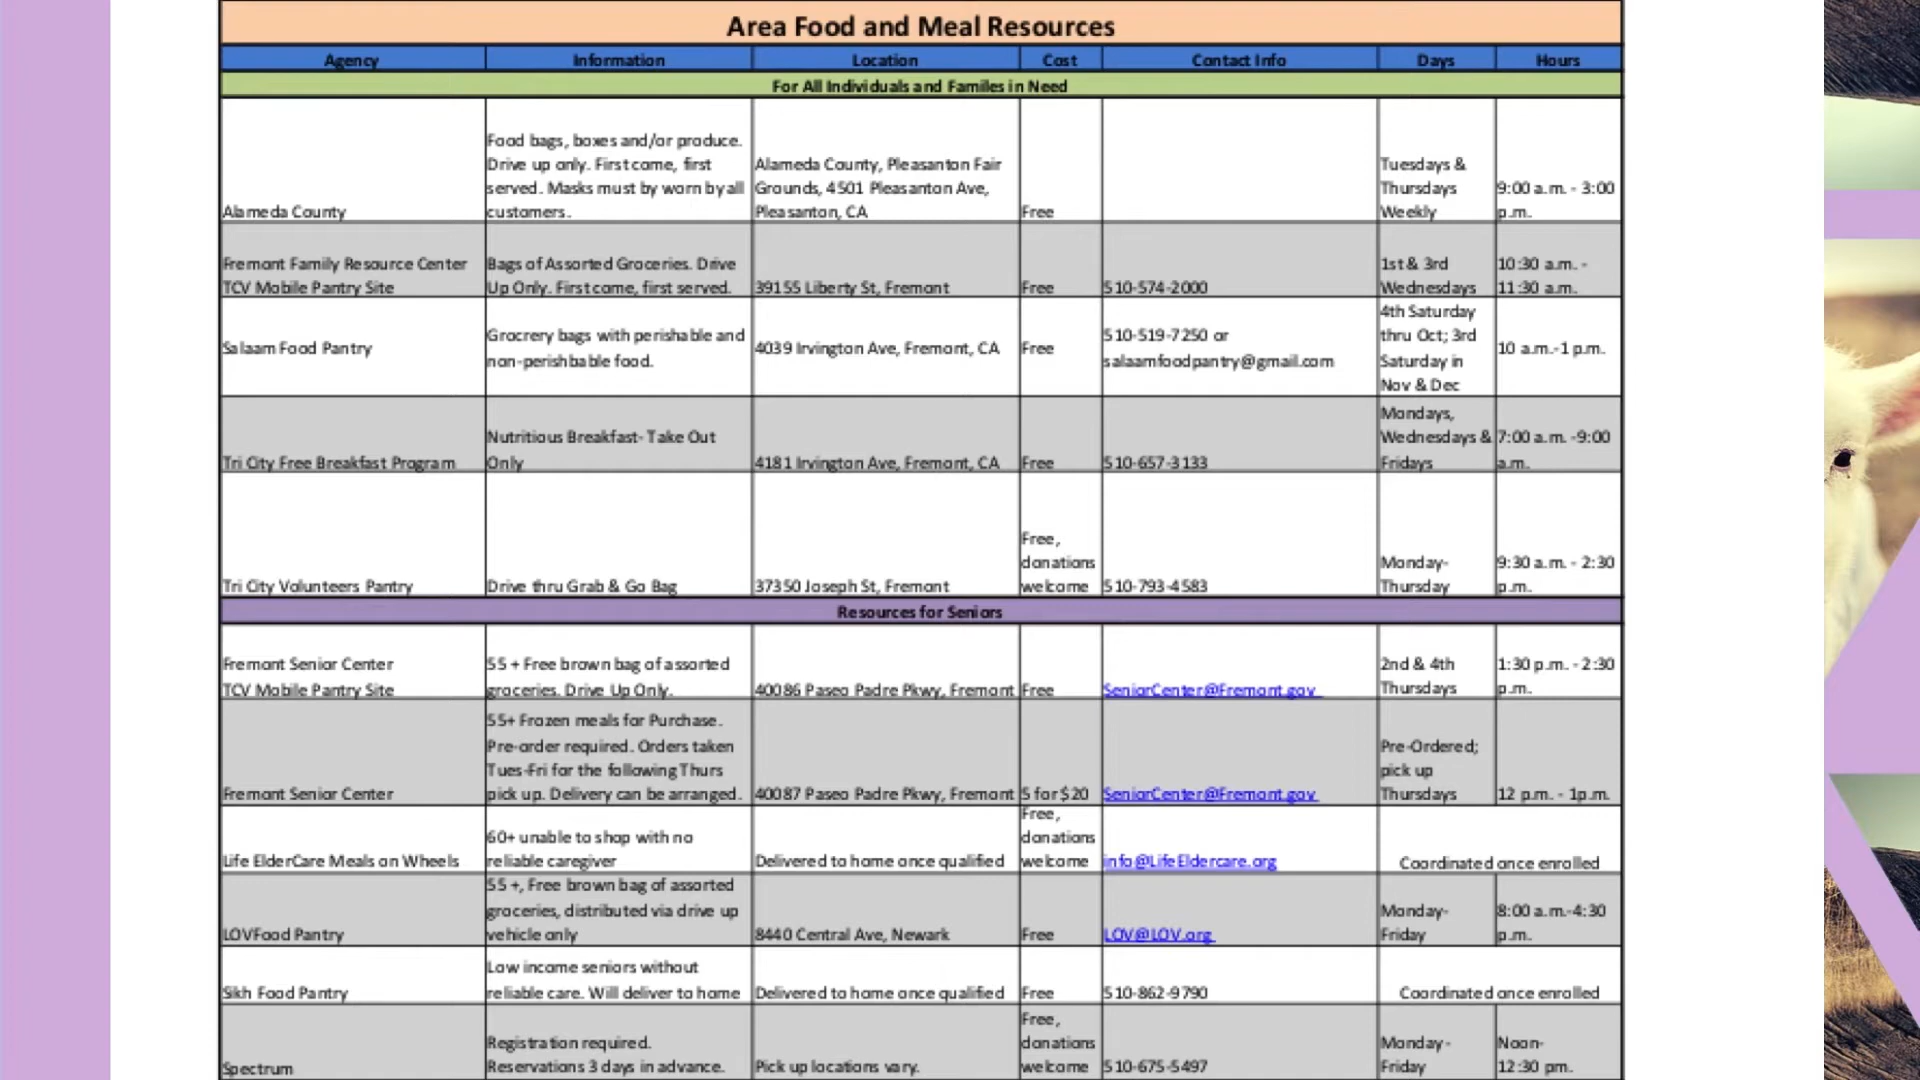 Area Food and Meal Resources
Agency Information Location Cost Contact Info Days Hours
For All Individuals and Familes in Need
Alameda County
Food bags, boxes and/or produce.
Drive up only. First come, first
served. Masks must by worn by all
customers.
Alameda County, Pleasanton Fair
Grounds, 4501 Pleasanton Ave,
Pleasanton, CA
Free
Tuesdays &
Thursdays
Weekly
9:00 a.m. - 3:00
p.m.
Fremont Family Resource Center
TCV Mobile Pantry Site
Bags of Assorted Groceries. Drive
Up Only. First come, first served.
39155 Liberty St, Fremont
Free
510-574-2000
1st & 3rd
Wednesdays
10:30 a.m. -
11:30 a.m.
Salaam Food Pantry
Grocrery bags with perishable and
non-perishbable food.
4039 Irvington Ave, Fremont, CA
Free
510-519-7250 or
salaamfoodpantry@gmail.com
4th Saturday
thru Oct; 3rd
Saturday in
Nov & Dec
10 a.m.-1 p.m.
Tri City Free Breakfast Program
Nutritious Breakfast- Take Out
Only
4181 Irvington Ave, Fremont, CA
Free
510-657-3133
Mondays,
Wednesdays &
Fridays
7:00 a.m. -9:00
a.m.
Tri City Volunteers Pantry
Drive thru Grab & Go Bag
37350 Joseph St, Fremont
Free,
donations
welcome
510-793-4583
Monday-
Thursday
9:30 a.m. - 2:30
p.m.
Resources for Seniors
Fremont Senior Center
TCV Mobile Pantry Site
55 + Free brown bag of assorted
groceries. Drive Up Only.
40086 Paseo Padre Pkwy, Fremont
Free
SeniorCenter@Fremont.gov
2nd & 4th
Thursdays
1:30 p.m. - 2:30
p.m.
Fremont Senior Center
55+ Frozen meals for Purchase.
Pre-order required. Orders taken
Tues-Fri for the following Thurs
pick up. Delivery can be arranged.
40087 Paseo Padre Pkwy, Fremont
5 for $20
SeniorCenter@Fremont.gov
Pre-Ordered;
pick up
Thursdays
12 p.m. - 1p.m.
Life ElderCare Meals on Wheels
60+ unable to shop with no
reliable caregiver
Delivered to home once qualified
Free,
donations
welcome
info@LifeEldercare.org
Coordinated once enrolled
LOVFood Pantry
55 +, Free brown bag of assorted
groceries, distributed via drive up
vehicle only
8440 Central Ave, Newark
Free
LOV@LOV.org
Monday-
Friday
8:00 a.m.-4:30
p.m.
Sikh Food Pantry
Low income seniors without
reliable care. Will deliver to home
Delivered to home once qualified
Free
510-862-9790
Coordinated once enrolled
Spectrum
Registration required.
Reservations 3 days in advance.
Pick up locations vary.
Free,
donations
welcome
510-675-5497
Monday-
Friday
Noon-
12:30 pm.